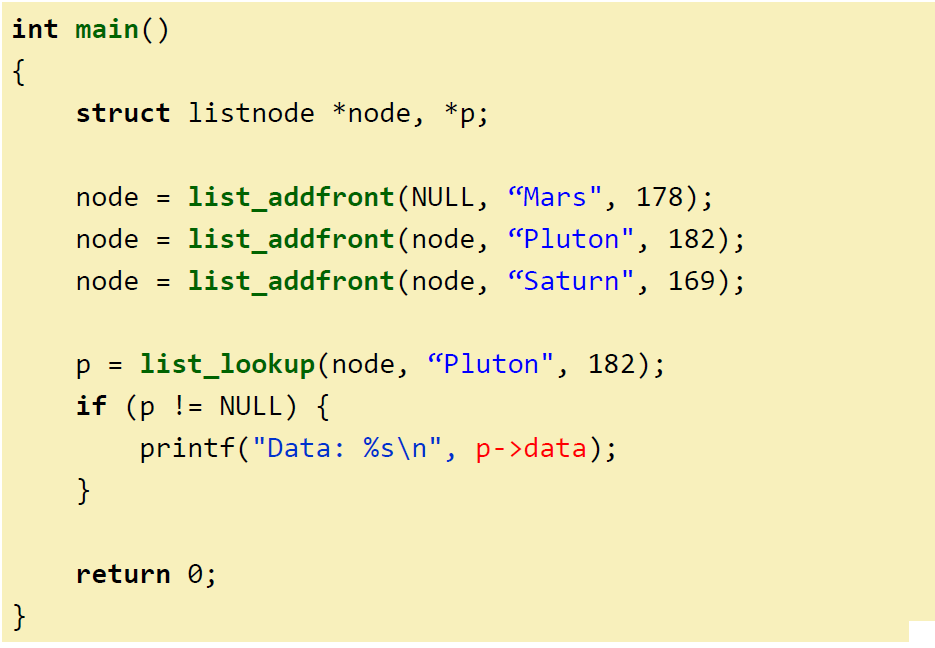 int main()
{
    struct listnode *node, *p;

    node = list_addfront(NULL, “Mars", 178);
    node = list_addfront(node, “Pluton", 182);
    node = list_addfront(node, “Saturn", 169);

    p = list_lookup(node, “Pluton", 182);
    if (p != NULL) {
        printf("Data: %s\n", p->data);
    }

    return 0;
}